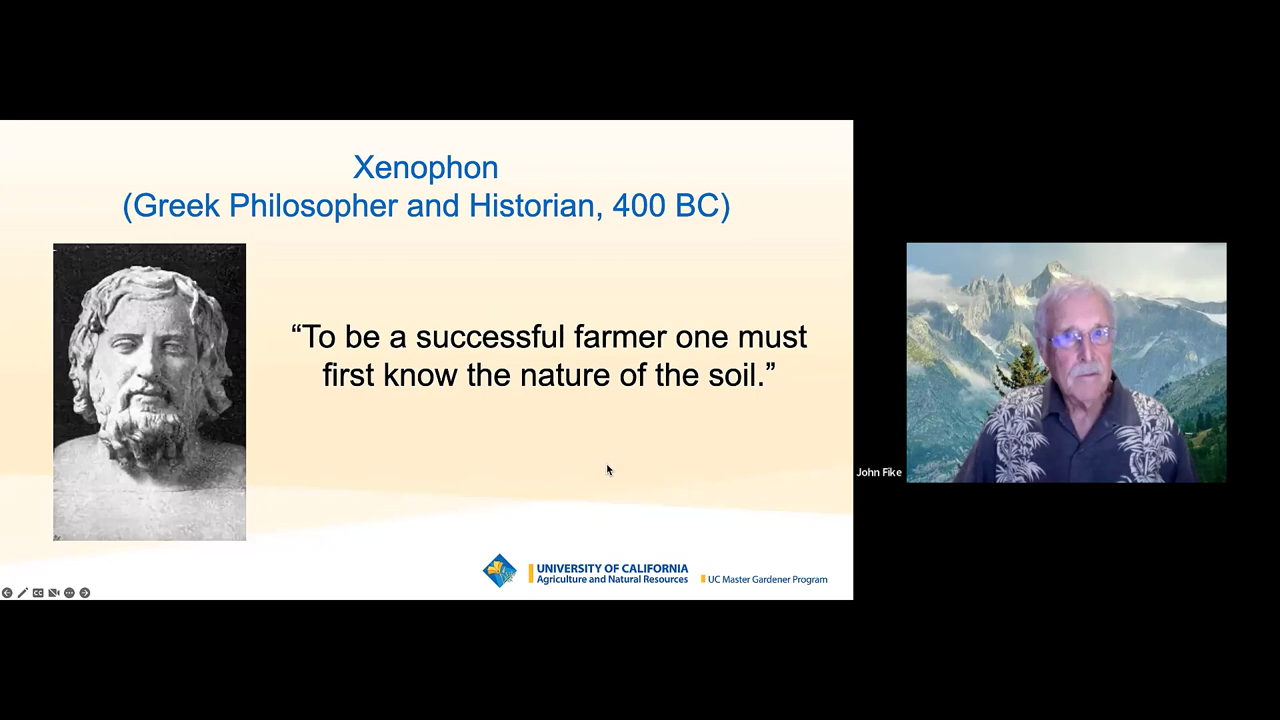 Xenophon
(Greek Philosopher and Historian, 400 BC)
“To be a successful farmer one must
first know the nature of the soil.”
UNIVERSITY OF CALIFORNIA
Agriculture and Natural Resources
UC Master Gardener Program
John Fike
CC